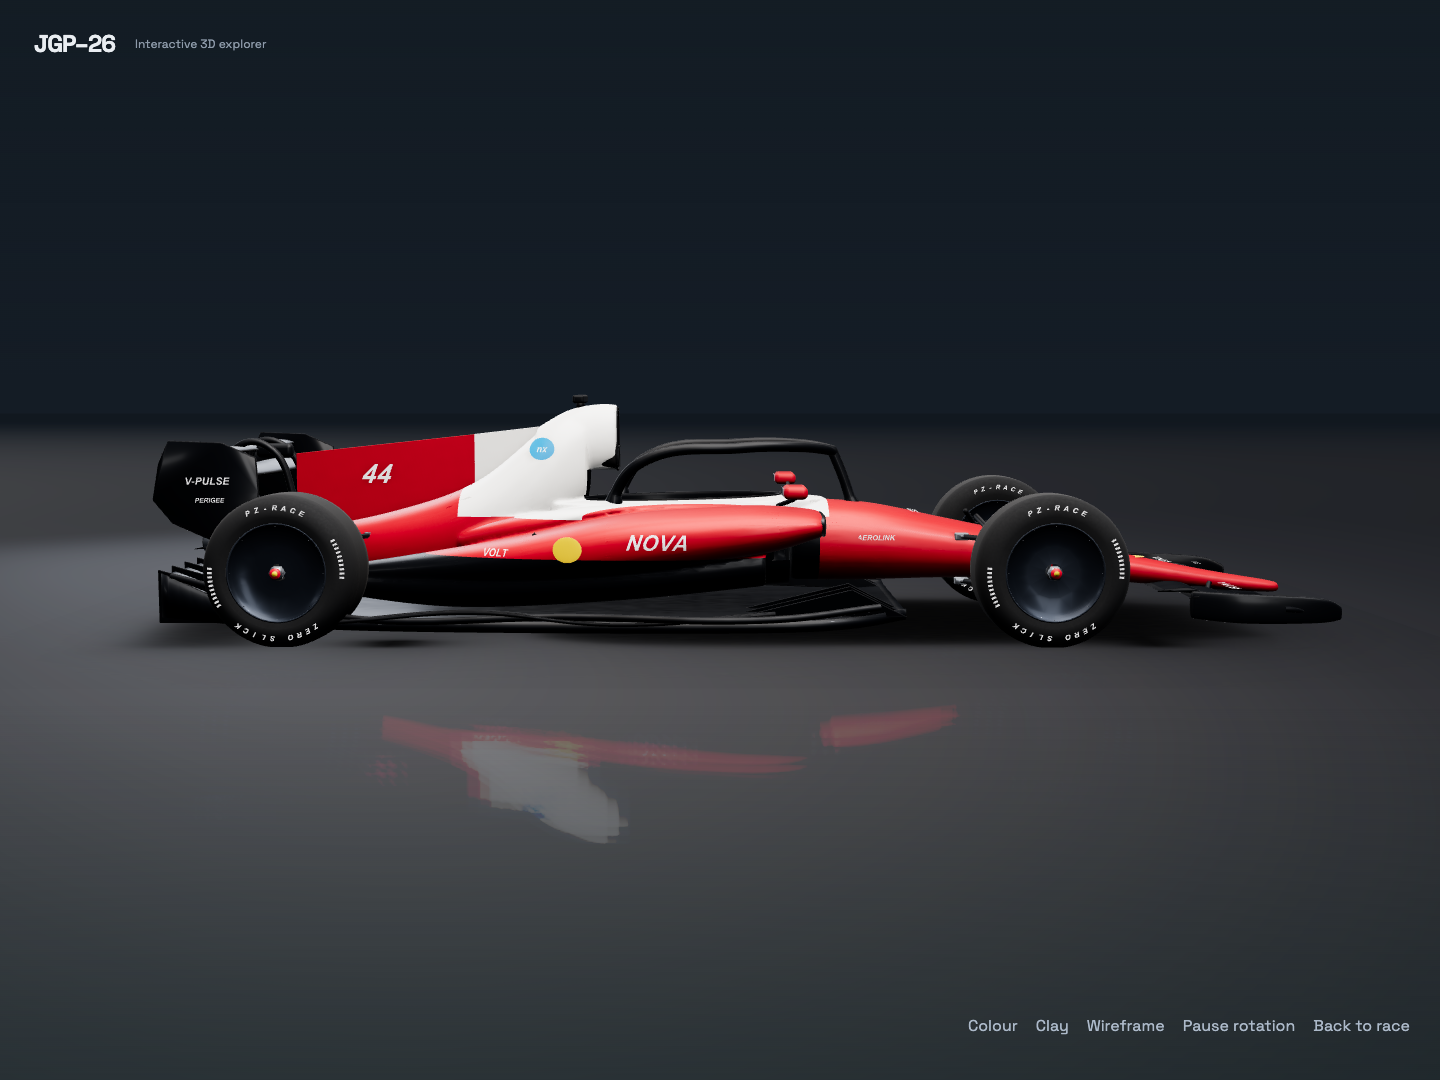 JGP-26 Interactive 3D explorer
nx
44
V-PULSE
PERIGEE
NOVA
VOLT
AEROLINK
PZ-RACE
PZ-RACE
PZ-RACE
ZERO SLICK
ZERO SLICK
Colour Clay Wireframe Pause rotation Back to race